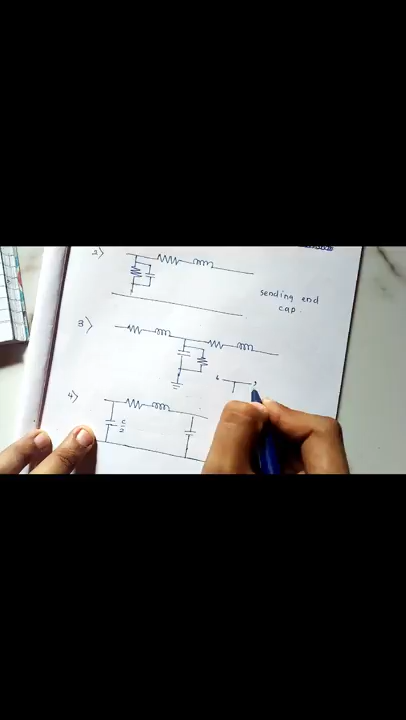 2)
sending end
cap.
3)
' T '
4)
C/2